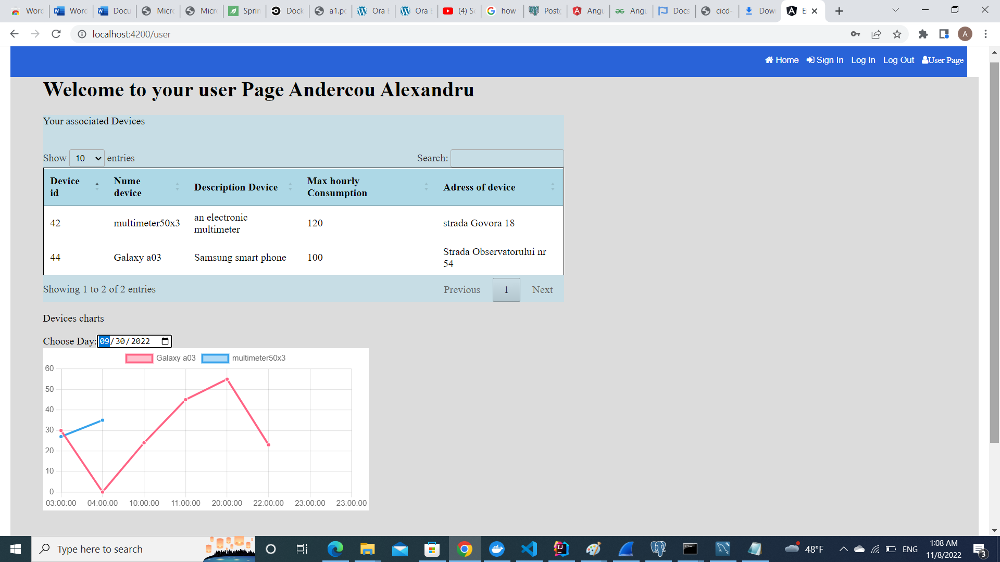 Word
Word
Docu
Micro
Micro
Sprin
Dock
a1.po
Ora E
Ora E
(4) So
how
Postg
Angu
Angu
Docs
cicd-
Down
E
localhost:4200/user
A
Home Sign In Log In Log Out User Page
Welcome to your user Page Andercou Alexandru
Your associated Devices
Show 10 entries Search:
Device id Nume device Description Device Max hourly Consumption Adress of device
42 multimeter50x3 an electronic multimeter 120 strada Govora 18
44 Galaxy a03 Samsung smart phone 100 Strada Observatorului nr 54
Showing 1 to 2 of 2 entries Previous 1 Next
Devices charts
Choose Day: 09/30/2022
Galaxy a03 multimeter50x3
60
50
40
30
20
10
0
03:00:00 04:00:00 10:00:00 11:00:00 20:00:00 22:00:00 23:00:00 23:00:00
Type here to search
48°F
ENG
1:08 AM
11/8/2022
3